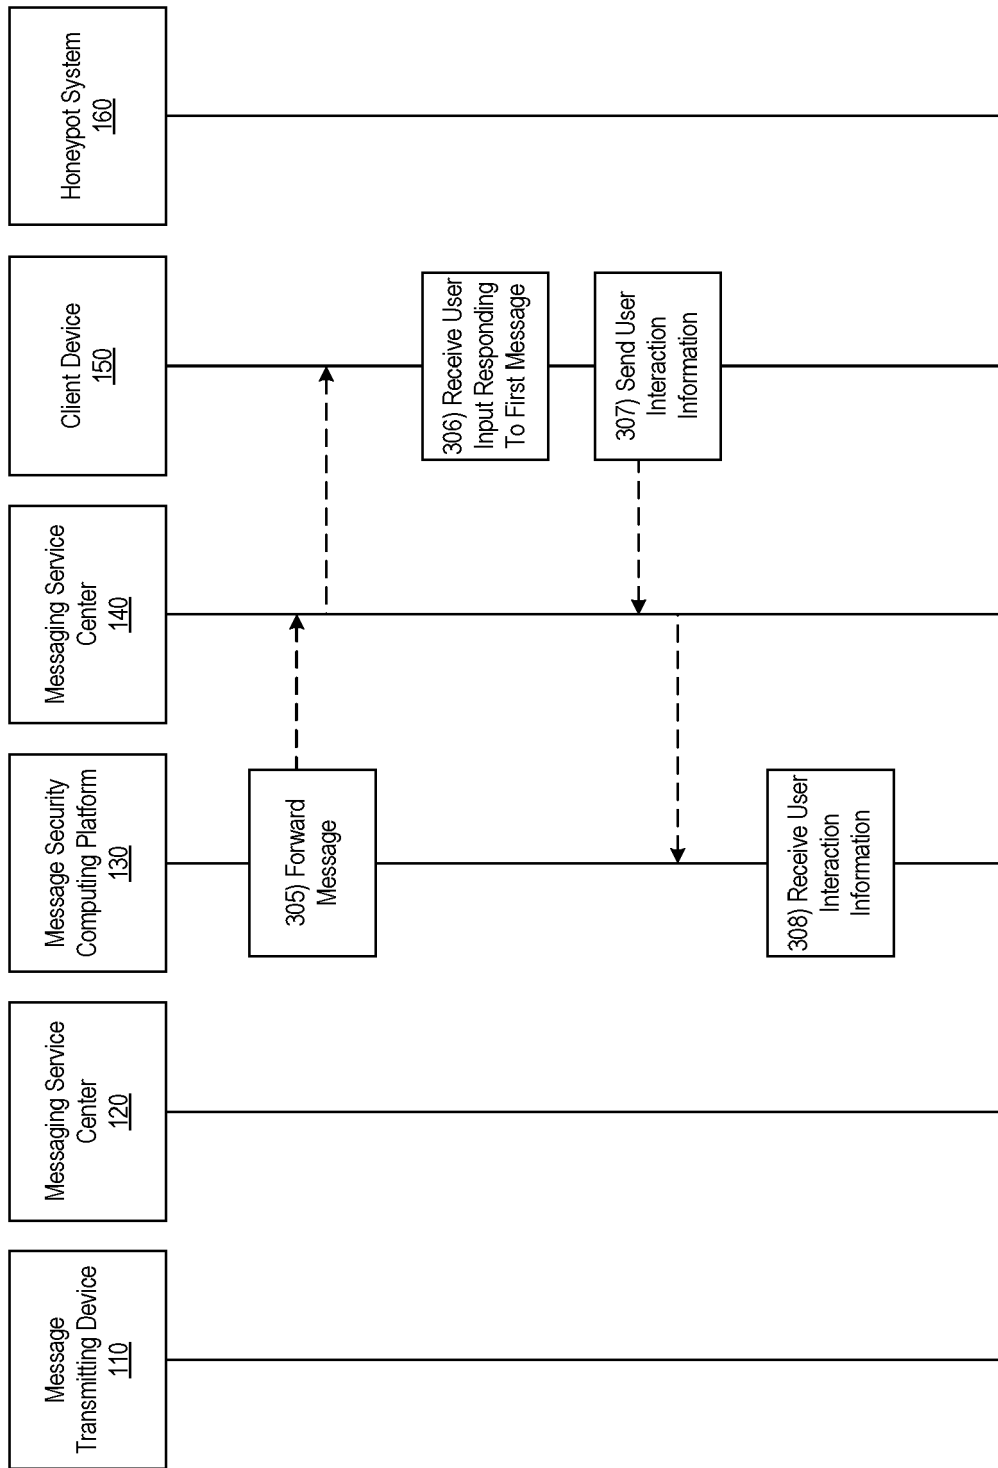 Message
Transmitting Device
110
Messaging Service
Center
120
Message Security
Computing Platform
130
Messaging Service
Center
140
Client Device
150
Honeypot System
160
305) Forward
Message
306) Receive User
Input Responding
To First Message
307) Send User
Interaction
Information
308) Receive User
Interaction
Information